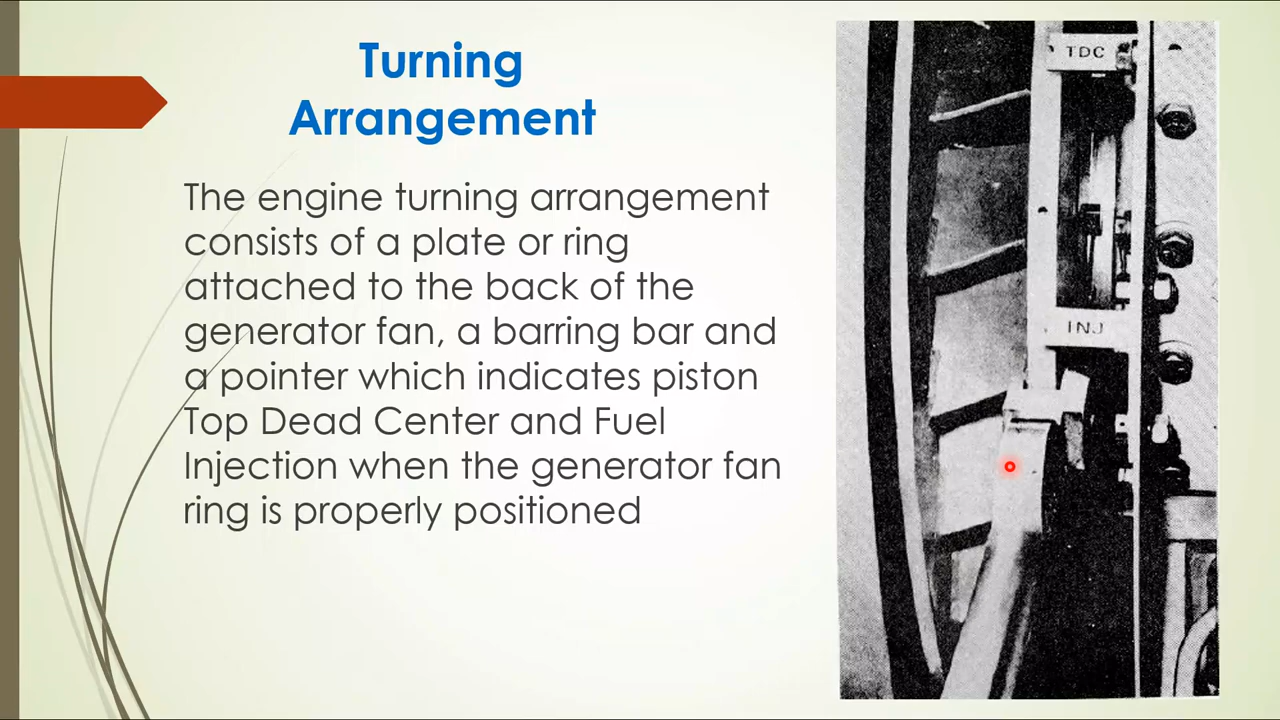 Turning
Arrangement
The engine turning arrangement
consists of a plate or ring
attached to the back of the
generator fan, a barring bar and
a pointer which indicates piston
Top Dead Center and Fuel
Injection when the generator fan
ring is properly positioned
TDC
INJ